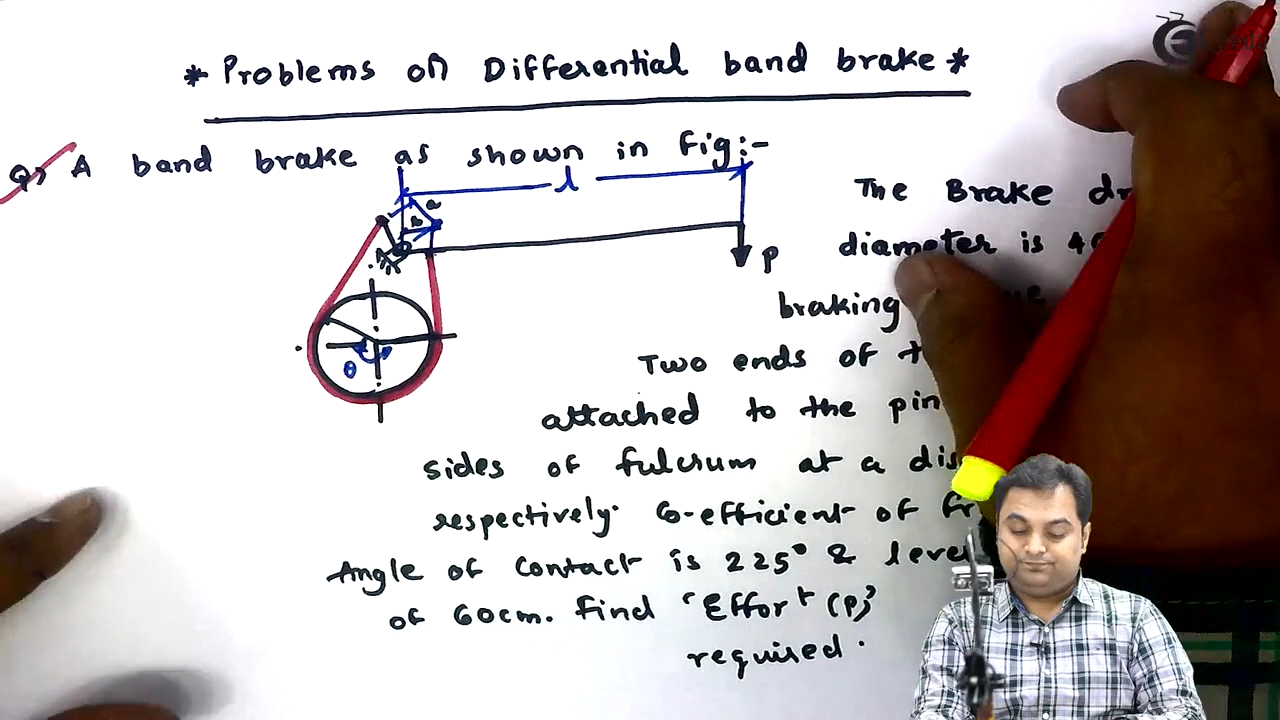 * Problems on Differential band brake *
Q, A band brake as shown in Fig:-
l
a
b
P
θ
The Brake
diameter is
braking
Two ends of
attached to the pin
sides of fulcrum at a
respectively. Co-efficient of
Angle of Contact is 225° &
of 60cm. Find 'Effort (P)'
required.